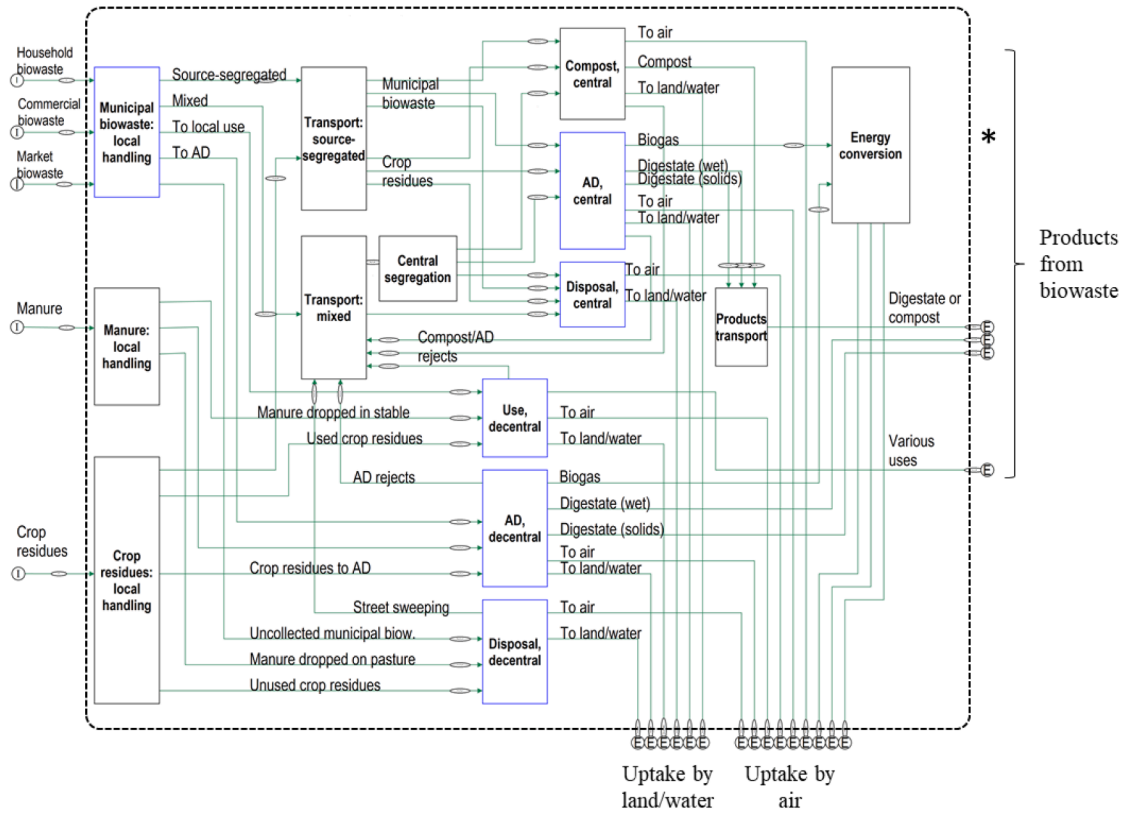 Household
biowaste
I
Commercial
biowaste
I
Market
biowaste
I
Manure
I
Crop
residues
I
Municipal
biowaste:
local
handling
Source-segregated
Mixed
To local use
To AD
Manure:
local
handling
Crop
residues:
local
handling
Transport:
source-
segregated
Municipal
biowaste
Crop
residues
Transport:
mixed
Central
segregation
Compost/AD
rejects
Manure dropped in stable
Used crop residues
AD rejects
Crop residues to AD
Street sweeping
Uncollected municipal biow.
Manure dropped on pasture
Unused crop residues
Compost,
central
To air
Compost
To land/water
AD,
central
Biogas
Digestate (wet)
Digestate (solids)
To air
To land/water
Disposal,
central
To air
To land/water
Use,
decentral
To air
To land/water
AD,
decentral
Biogas
Digestate (wet)
Digestate (solids)
To air
To land/water
Disposal,
decentral
To air
To land/water
Energy
conversion
Products
transport
Digestate or
compost
E
E
E
Various
uses
E
*
Products
from
biowaste
E E E E E E
E E E E E E E E E
Uptake by
land/water
Uptake by
air